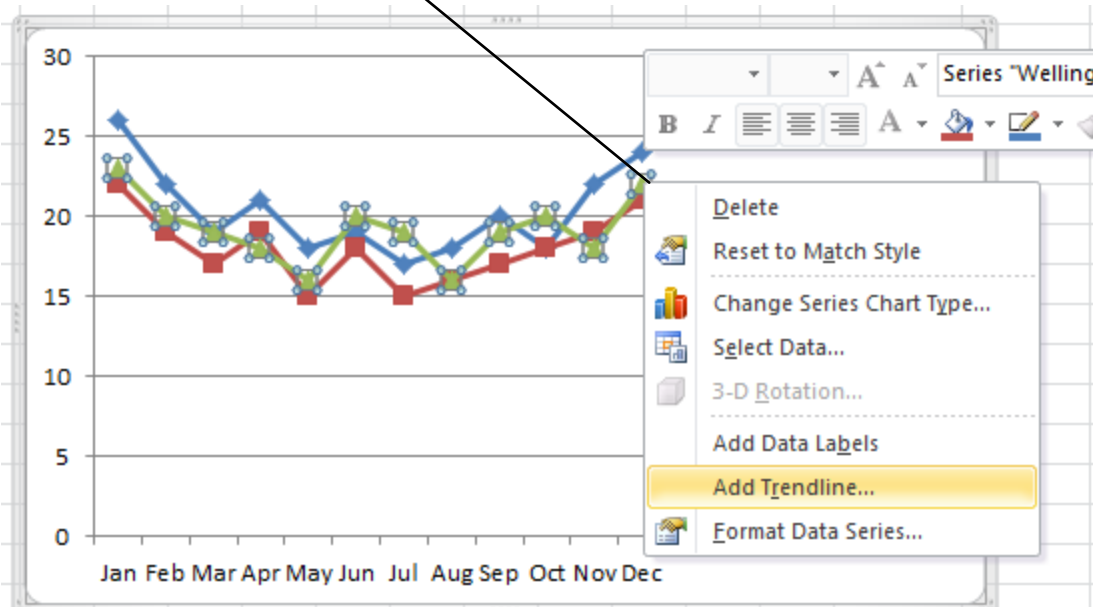 30
25
20
15
10
5
0
Jan Feb Mar Apr May Jun Jul Aug Sep Oct Nov Dec
A A Series "Welling
B I A
Delete
Reset to Match Style
Change Series Chart Type...
Select Data...
3-D Rotation...
Add Data Labels
Add Trendline...
Format Data Series...